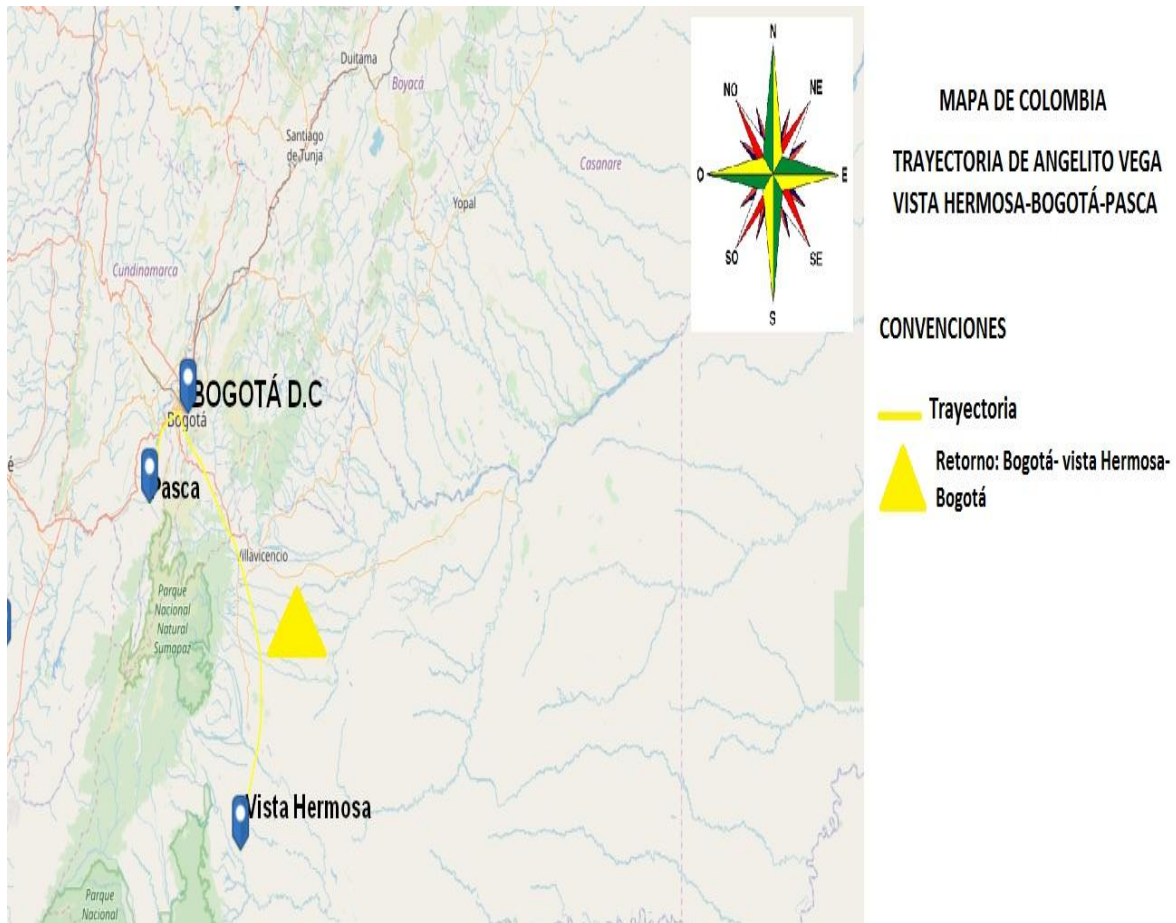 Duitama
Boyacá
Santiago
de Tunja
Casanare
Yopal
Cundinamarca
BOGOTÁ D.C
Bogotá
Pasca
Villavicencio
Parque
Nacional
Natural
Sumapaz
Vista Hermosa
Parque
Nacional
N
NO
NE
O
E
SO
SE
S
MAPA DE COLOMBIA
TRAYECTORIA DE ANGELITO VEGA
VISTA HERMOSA-BOGOTÁ-PASCA
CONVENCIONES
Trayectoria
Retorno: Bogotá- vista Hermosa-
Bogotá